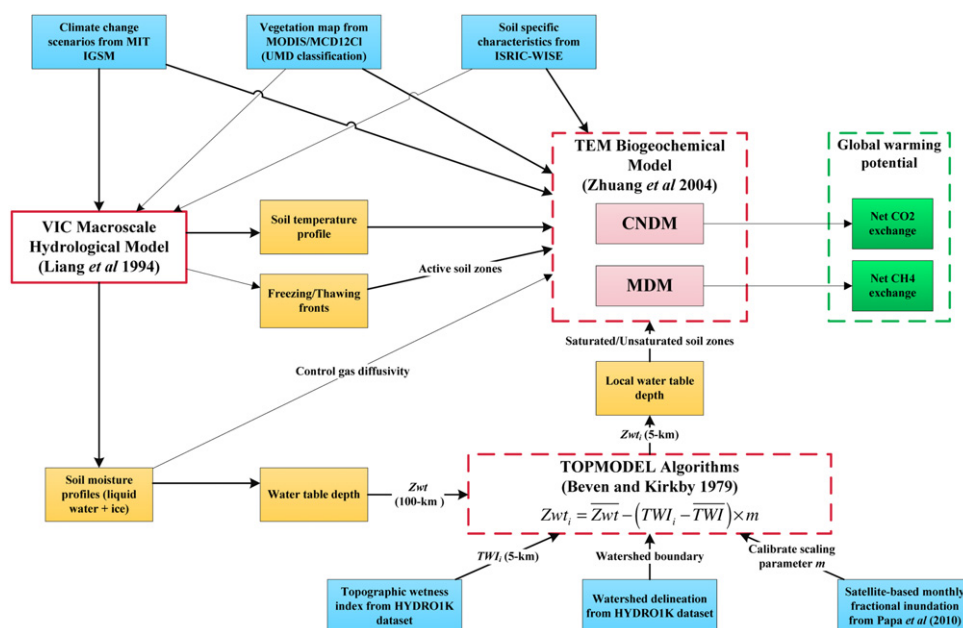 Climate change
scenarios from MIT
IGSM
Vegetation map from
MODIS/MCD12Cl
(UMD classification)
Soil specific
characteristics from
ISRIC-WISE
TEM Biogeochemical
Model
(Zhuang et al 2004)
CNDM
MDM
Global warming
potential
Net CO2
exchange
Net CH4
exchange
VIC Macroscale
Hydrological Model
(Liang et al 1994)
Soil temperature
profile
Freezing/Thawing
fronts
Active soil zones
Control gas diffusivity
Saturated/Unsaturated soil zones
Local water table
depth
Zwt_i (5-km)
Soil moisture
profiles (liquid
water + ice)
Water table depth
Zwt
(100-km )
TOPMODEL Algorithms
(Beven and Kirkby 1979)
Zwt_i = \overline{Zwt} − (TWI_i − \overline{TWI}) × m
TWI_i (5-km)
Watershed boundary
Calibrate scaling
parameter m
Topographic wetness
index from HYDRO1K
dataset
Watershed delineation
from HYDRO1K dataset
Satellite-based monthly
fractional inundation
from Papa et al (2010)